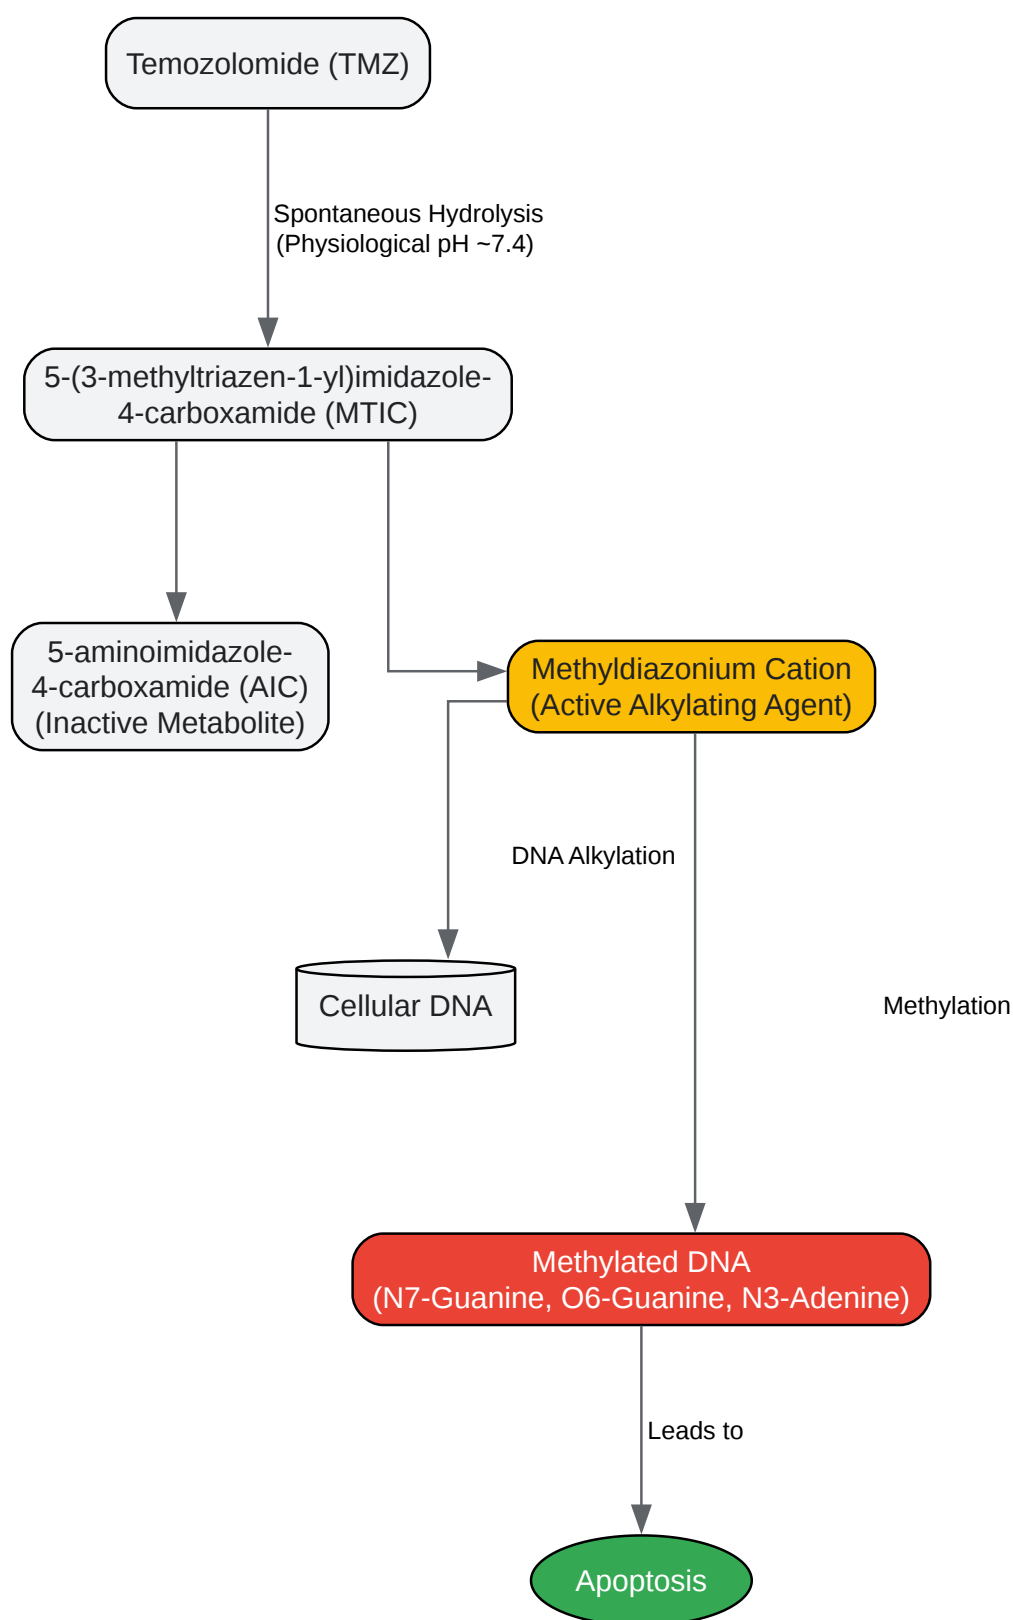 Temozolomide (TMZ)
Spontaneous Hydrolysis
(Physiological pH ~7.4)
5-(3-methyltriazen-1-yl)imidazole-
4-carboxamide (MTIC)
5-aminoimidazole-
4-carboxamide (AIC)
(Inactive Metabolite)
Methyldiazonium Cation
(Active Alkylating Agent)
DNA Alkylation
Cellular DNA
Methylation
Methylated DNA
(N7-Guanine, O6-Guanine, N3-Adenine)
Leads to
Apoptosis